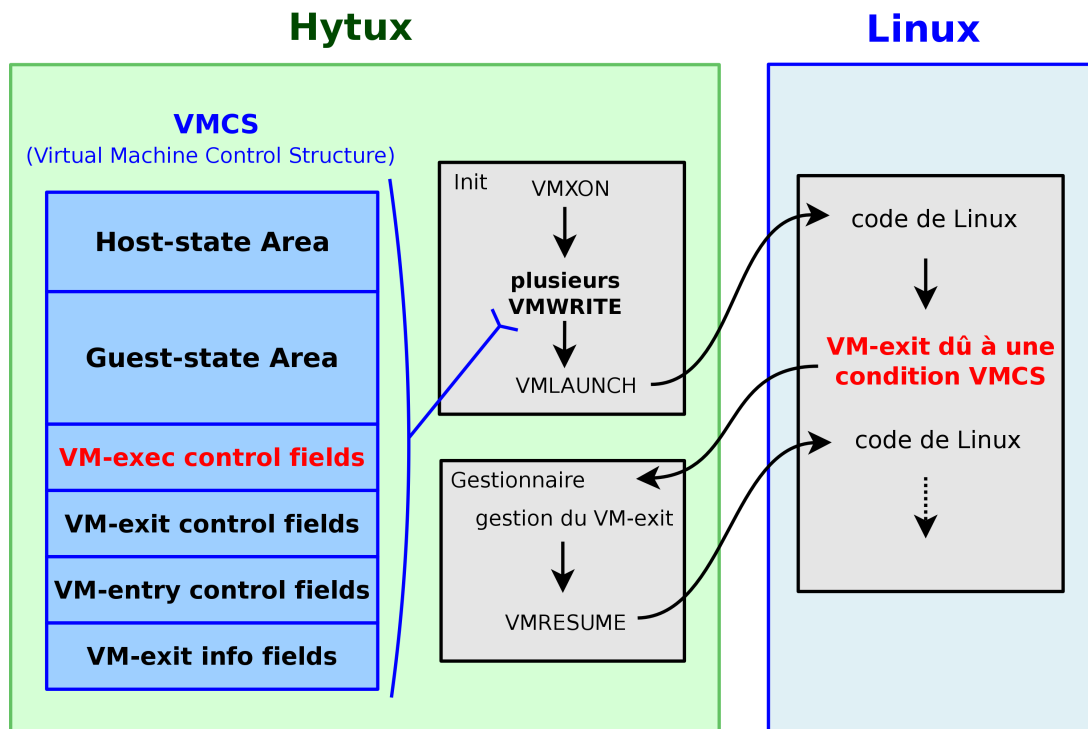 Hytux
Linux
VMCS
(Virtual Machine Control Structure)
Host-state Area
Guest-state Area
VM-exec control fields
VM-exit control fields
VM-entry control fields
VM-exit info fields
Init
VMXON
plusieurs
VMWRITE
VMLAUNCH
Gestionnaire
gestion du VM-exit
VMRESUME
code de Linux
VM-exit dû à une
condition VMCS
code de Linux